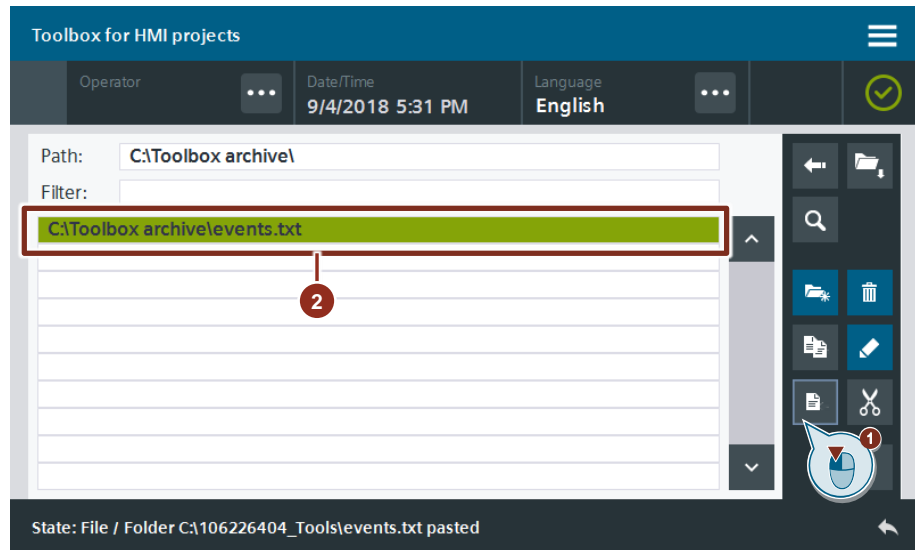 Toolbox for HMI projects
Operator
Date/Time
Language
9/4/2018 5:31 PM
English
Path: C:\Toolbox archive\
Filter:
C:\Toolbox archive\events.txt
2
1
State: File / Folder C:\106226404_Tools\events.txt pasted